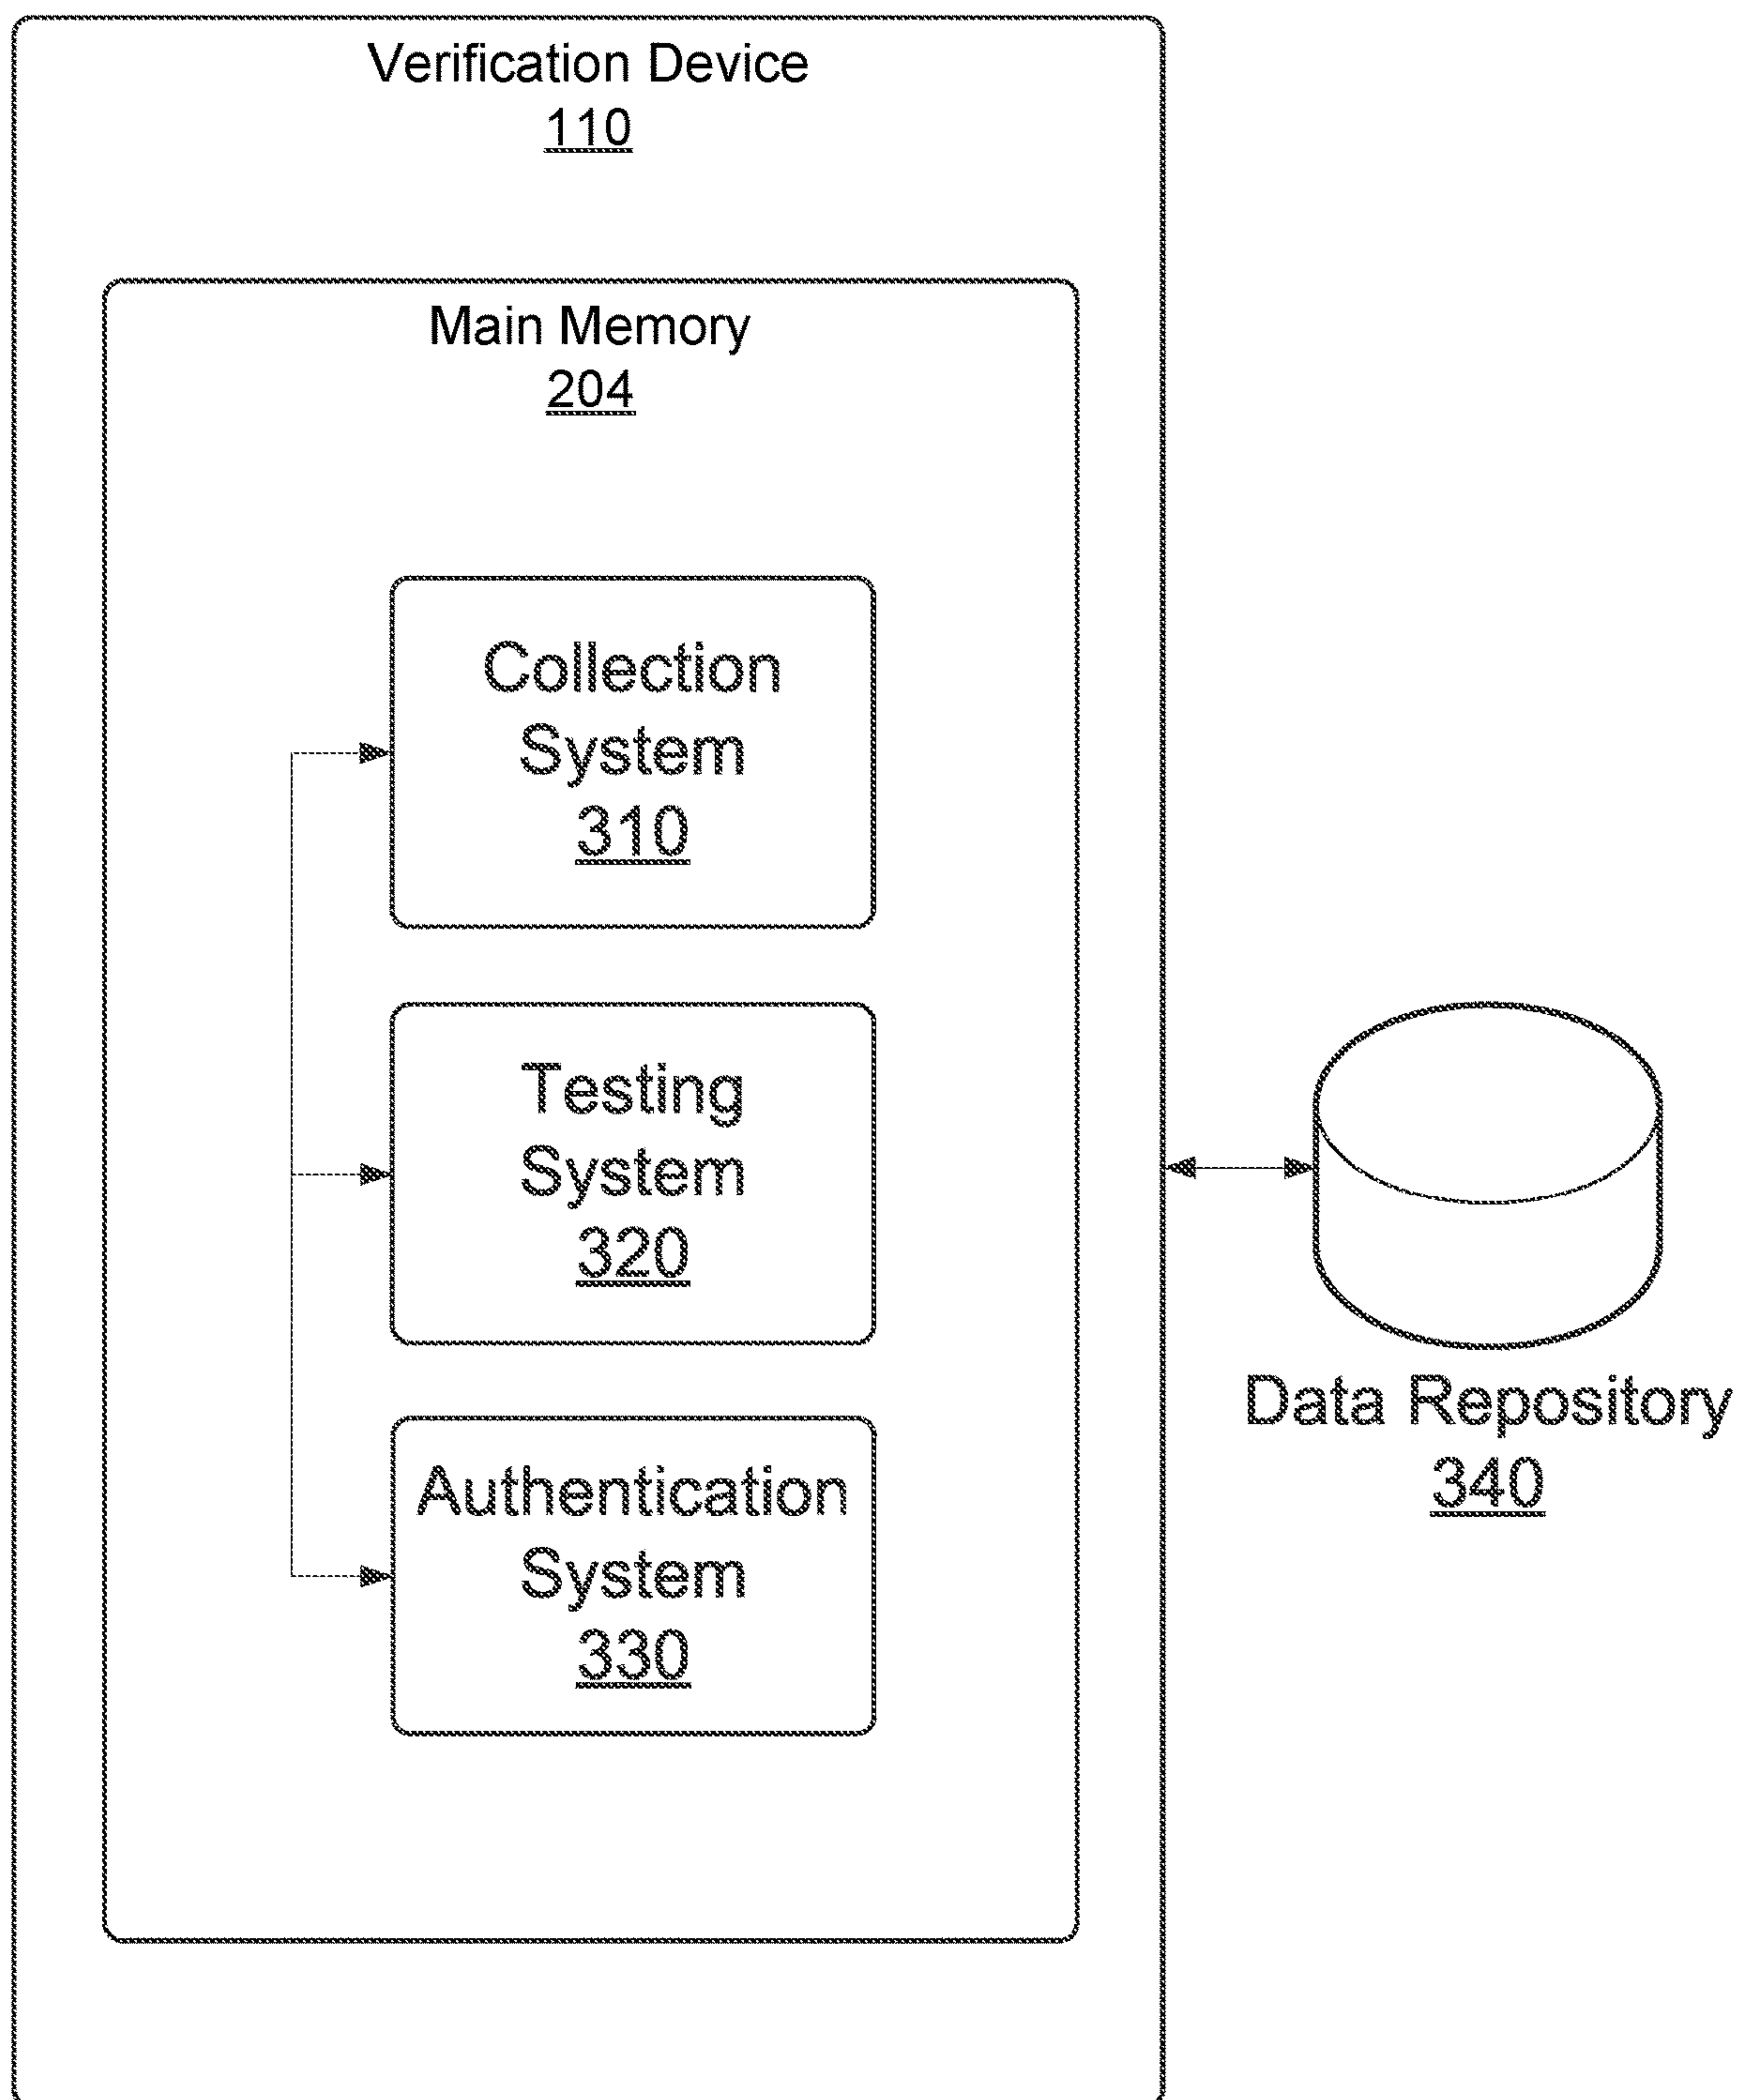 Verification Device
110
Main Memory
204
Collection
System
310
Testing
System
320
Authentication
System
330
Data Repository
340